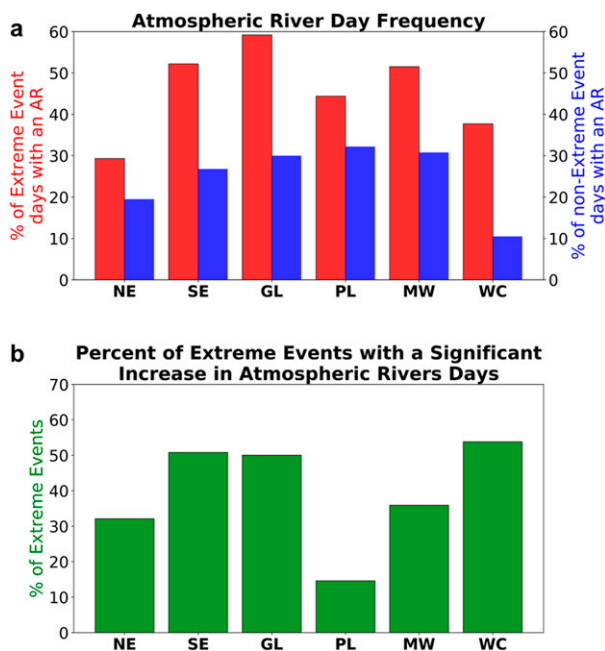 a
Atmospheric River Day Frequency
60
50
40
30
20
10
0
% of Extreme Event
days with an AR
60
50
40
30
20
10
0
% of non-Extreme Event
days with an AR
NE SE GL PL MW WC
b
Percent of Extreme Events with a Significant
Increase in Atmospheric Rivers Days
70
60
50
40
30
20
10
0
% of Extreme Events
NE SE GL PL MW WC